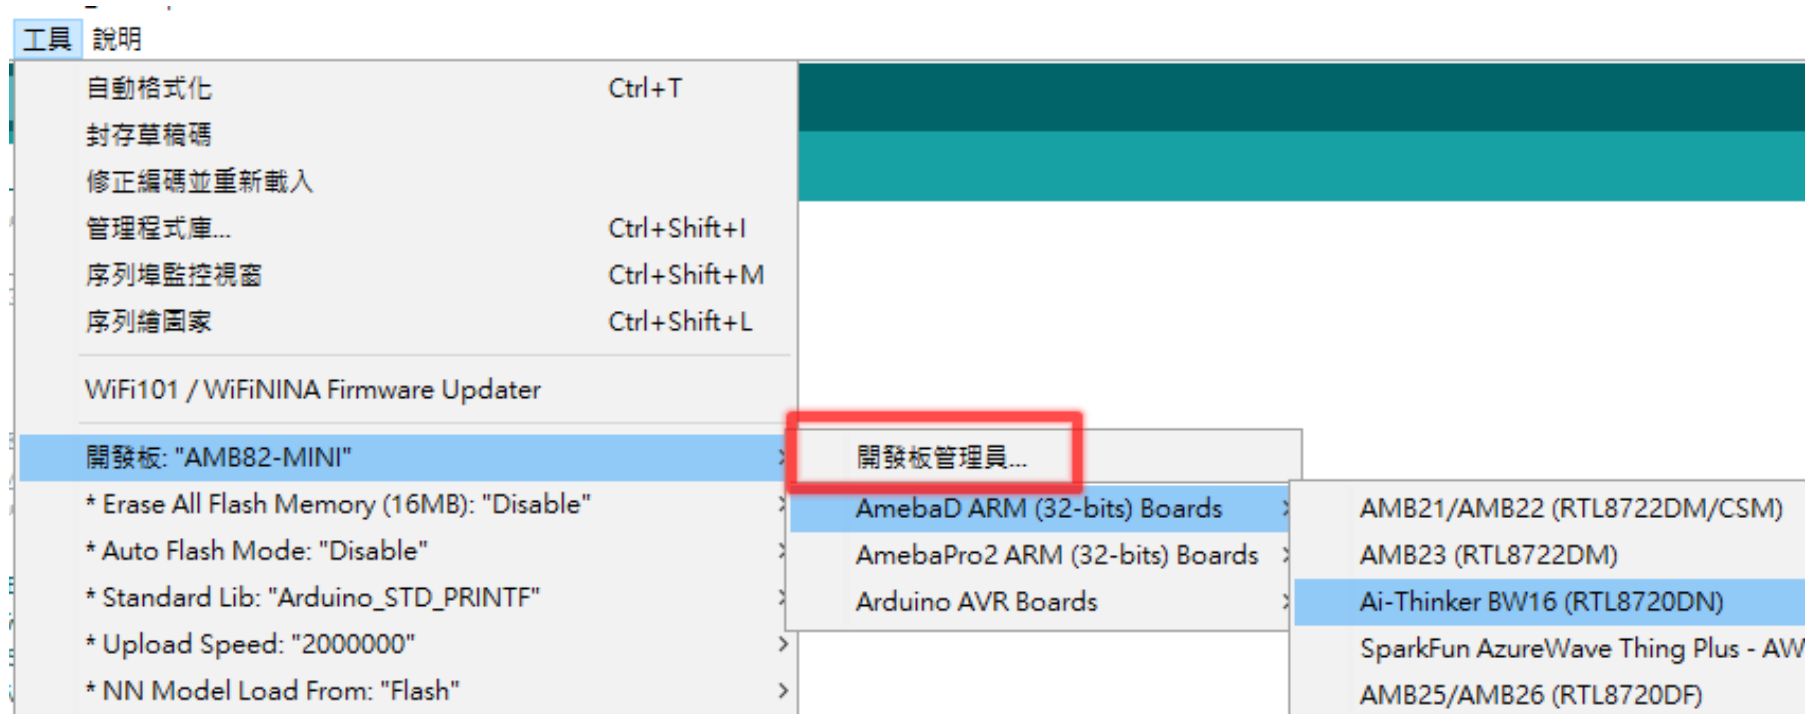 工具 說明
自動格式化 Ctrl+T
封存草稿碼
修正編碼並重新載入
管理程式庫... Ctrl+Shift+I
序列埠監控視窗 Ctrl+Shift+M
序列繪圖家 Ctrl+Shift+L
WiFi101 / WiFiNINA Firmware Updater
開發板: "AMB82-MINI"
* Erase All Flash Memory (16MB): "Disable"
* Auto Flash Mode: "Disable"
* Standard Lib: "Arduino_STD_PRINTF"
* Upload Speed: "2000000"
* NN Model Load From: "Flash"
開發板管理員...
AmebaD ARM (32-bits) Boards
AmebaPro2 ARM (32-bits) Boards
Arduino AVR Boards
AMB21/AMB22 (RTL8722DM/CSM)
AMB23 (RTL8722DM)
Ai-Thinker BW16 (RTL8720DN)
SparkFun AzureWave Thing Plus - AW
AMB25/AMB26 (RTL8720DF)